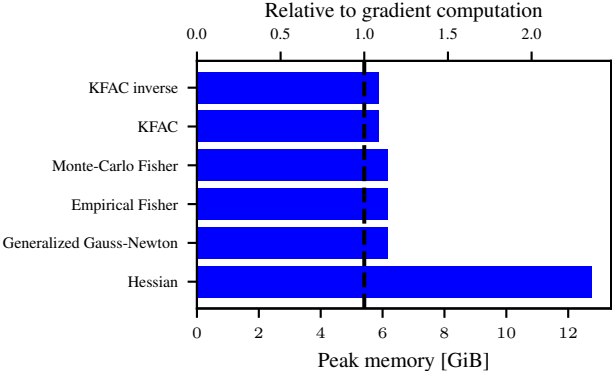 Relative to gradient computation
0.0 0.5 1.0 1.5 2.0
KFAC inverse
KFAC
Monte-Carlo Fisher
Empirical Fisher
Generalized Gauss-Newton
Hessian
0 2 4 6 8 10 12
Peak memory [GiB]